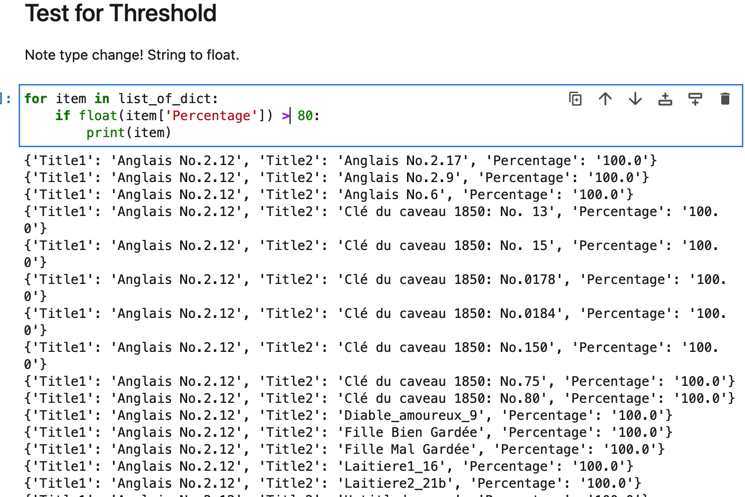 Test for Threshold
Note type change! String to float.
]:
for item in list_of_dict:
if float(item['Percentage']) > 80:
print(item)
{'Title1': 'Anglais No.2.12', 'Title2': 'Anglais No.2.17', 'Percentage': '100.0'}
{'Title1': 'Anglais No.2.12', 'Title2': 'Anglais No.2.9', 'Percentage': '100.0'}
{'Title1': 'Anglais No.2.12', 'Title2': 'Anglais No.6', 'Percentage': '100.0'}
{'Title1': 'Anglais No.2.12', 'Title2': 'Clé du caveau 1850: No. 13', 'Percentage': '100.
0'}
{'Title1': 'Anglais No.2.12', 'Title2': 'Clé du caveau 1850: No. 15', 'Percentage': '100.
0'}
{'Title1': 'Anglais No.2.12', 'Title2': 'Clé du caveau 1850: No.0178', 'Percentage': '100.
0'}
{'Title1': 'Anglais No.2.12', 'Title2': 'Clé du caveau 1850: No.0184', 'Percentage': '100.
0'}
{'Title1': 'Anglais No.2.12', 'Title2': 'Clé du caveau 1850: No.150', 'Percentage': '100.
0'}
{'Title1': 'Anglais No.2.12', 'Title2': 'Clé du caveau 1850: No.75', 'Percentage': '100.0'}
{'Title1': 'Anglais No.2.12', 'Title2': 'Clé du caveau 1850: No.80', 'Percentage': '100.0'}
{'Title1': 'Anglais No.2.12', 'Title2': 'Diable_amoureux_9', 'Percentage': '100.0'}
{'Title1': 'Anglais No.2.12', 'Title2': 'Fille Bien Gardée', 'Percentage': '100.0'}
{'Title1': 'Anglais No.2.12', 'Title2': 'Fille Mal Gardée', 'Percentage': '100.0'}
{'Title1': 'Anglais No.2.12', 'Title2': 'Laitiere1_16', 'Percentage': '100.0'}
{'Title1': 'Anglais No.2.12', 'Title2': 'Laitiere2_21b', 'Percentage': '100.0'}